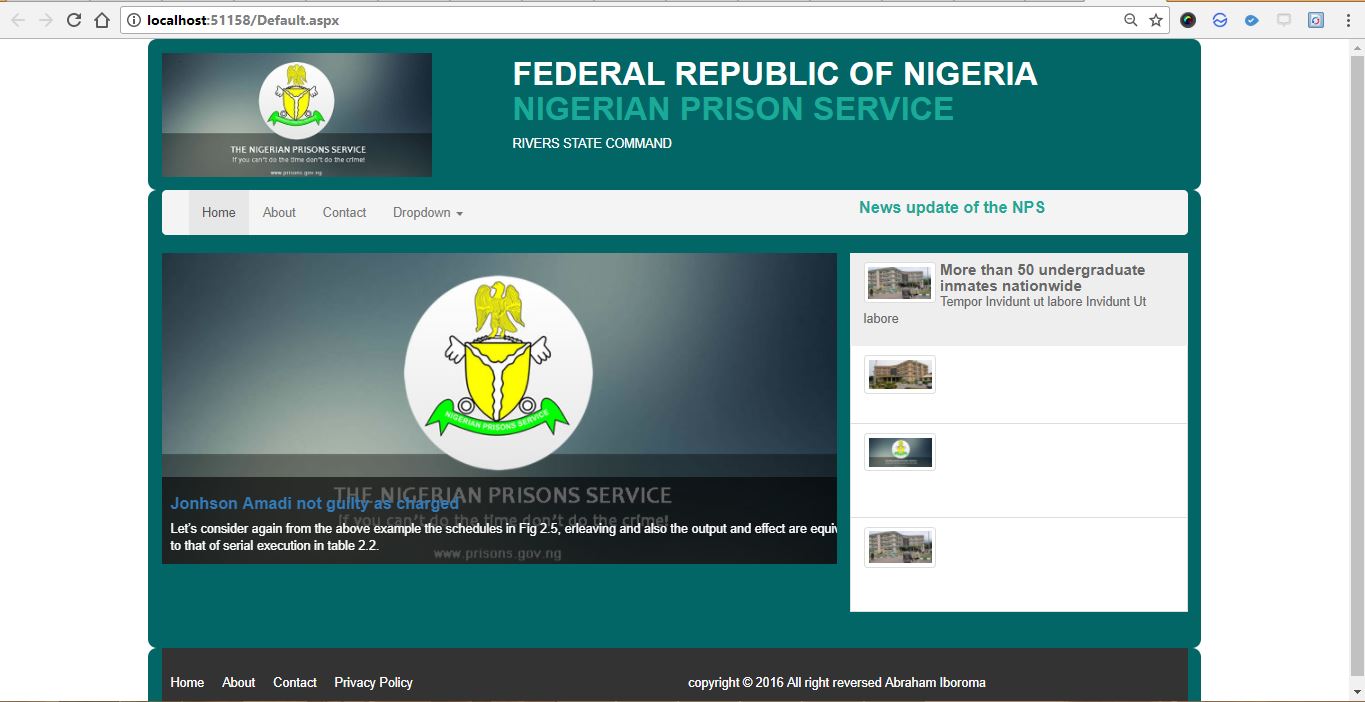 localhost:51158/Default.aspx
THE NIGERIAN PRISONS SERVICE
If you can't do the time don't do the crime!
www.prisons.gov.ng
FEDERAL REPUBLIC OF NIGERIA
NIGERIAN PRISON SERVICE
RIVERS STATE COMMAND
Home About Contact Dropdown
News update of the NPS
NIGERIAN PRISONS SERVICE
THE NIGERIAN PRISONS SERVICE
If you can't do the time don't do the crime!
www.prisons.gov.ng
Jonhson Amadi not guilty as charged
Let's consider again from the above example the schedules in Fig 2.5, erleaving and also the output and effect are equiv
to that of serial execution in table 2.2.
More than 50 undergraduate
inmates nationwide
Tempor Invidunt ut labore Invidunt Ut
labore
Home About Contact Privacy Policy
copyright © 2016 All right reversed Abraham Iboroma